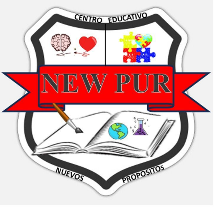 CENTRO EDUCATIVO
NEW PUR
NUEVOS PROPOSITOS